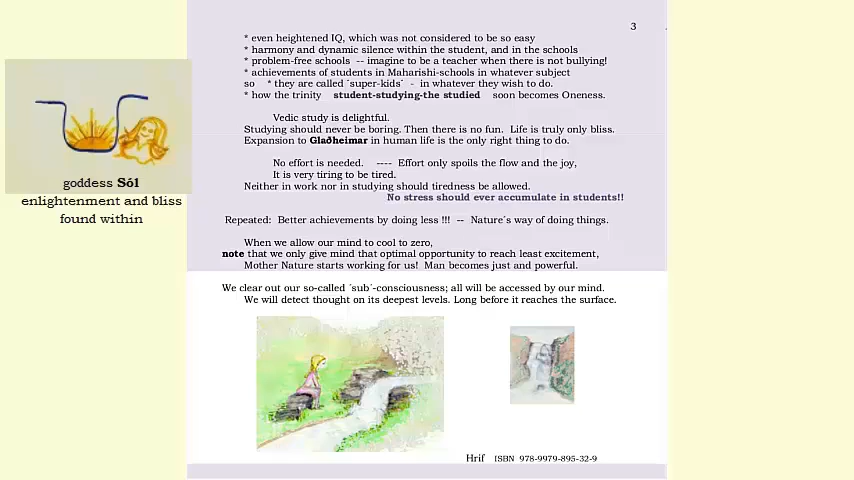 3
* even heightened IQ, which was not considered to be so easy
* harmony and dynamic silence within the student, and in the schools
* problem-free schools -- imagine to be a teacher when there is not bullying!
* achievements of students in Maharishi-schools in whatever subject
so * they are called ´super-kids´ - in whatever they wish to do.
* how the trinity student-studying-the studied soon becomes Oneness.
Vedic study is delightful.
Studying should never be boring. Then there is no fun. Life is truly only bliss.
Expansion to Glaðheimar in human life is the only right thing to do.
No effort is needed. ---- Effort only spoils the flow and the joy,
It is very tiring to be tired.
Neither in work nor in studying should tiredness be allowed.
No stress should ever accumulate in students!!
Repeated: Better achievements by doing less !!! -- Nature´s way of doing things.
When we allow our mind to cool to zero,
note that we only give mind that optimal opportunity to reach least excitement,
Mother Nature starts working for us! Man becomes just and powerful.
We clear out our so-called ´sub´-consciousness; all will be accessed by our mind.
We will detect thought on its deepest levels. Long before it reaches the surface.
goddess Sól
enlightenment and bliss
found within
Hrif ISBN 978-9979-895-32-9